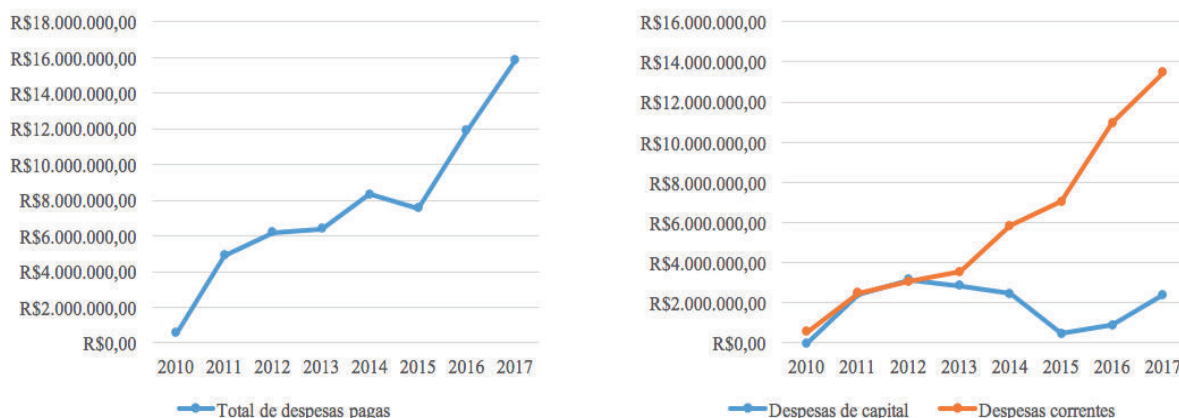 R$18.000.000,00
R$16.000.000,00
R$14.000.000,00
R$12.000.000,00
R$10.000.000,00
R$8.000.000,00
R$6.000.000,00
R$4.000.000,00
R$2.000.000,00
R$0,00
2010 2011 2012 2013 2014 2015 2016 2017
Total de despesas pagas
R$16.000.000,00
R$14.000.000,00
R$12.000.000,00
R$10.000.000,00
R$8.000.000,00
R$6.000.000,00
R$4.000.000,00
R$2.000.000,00
R$0,00
2010 2011 2012 2013 2014 2015 2016 2017
Despesas de capital Despesas correntes